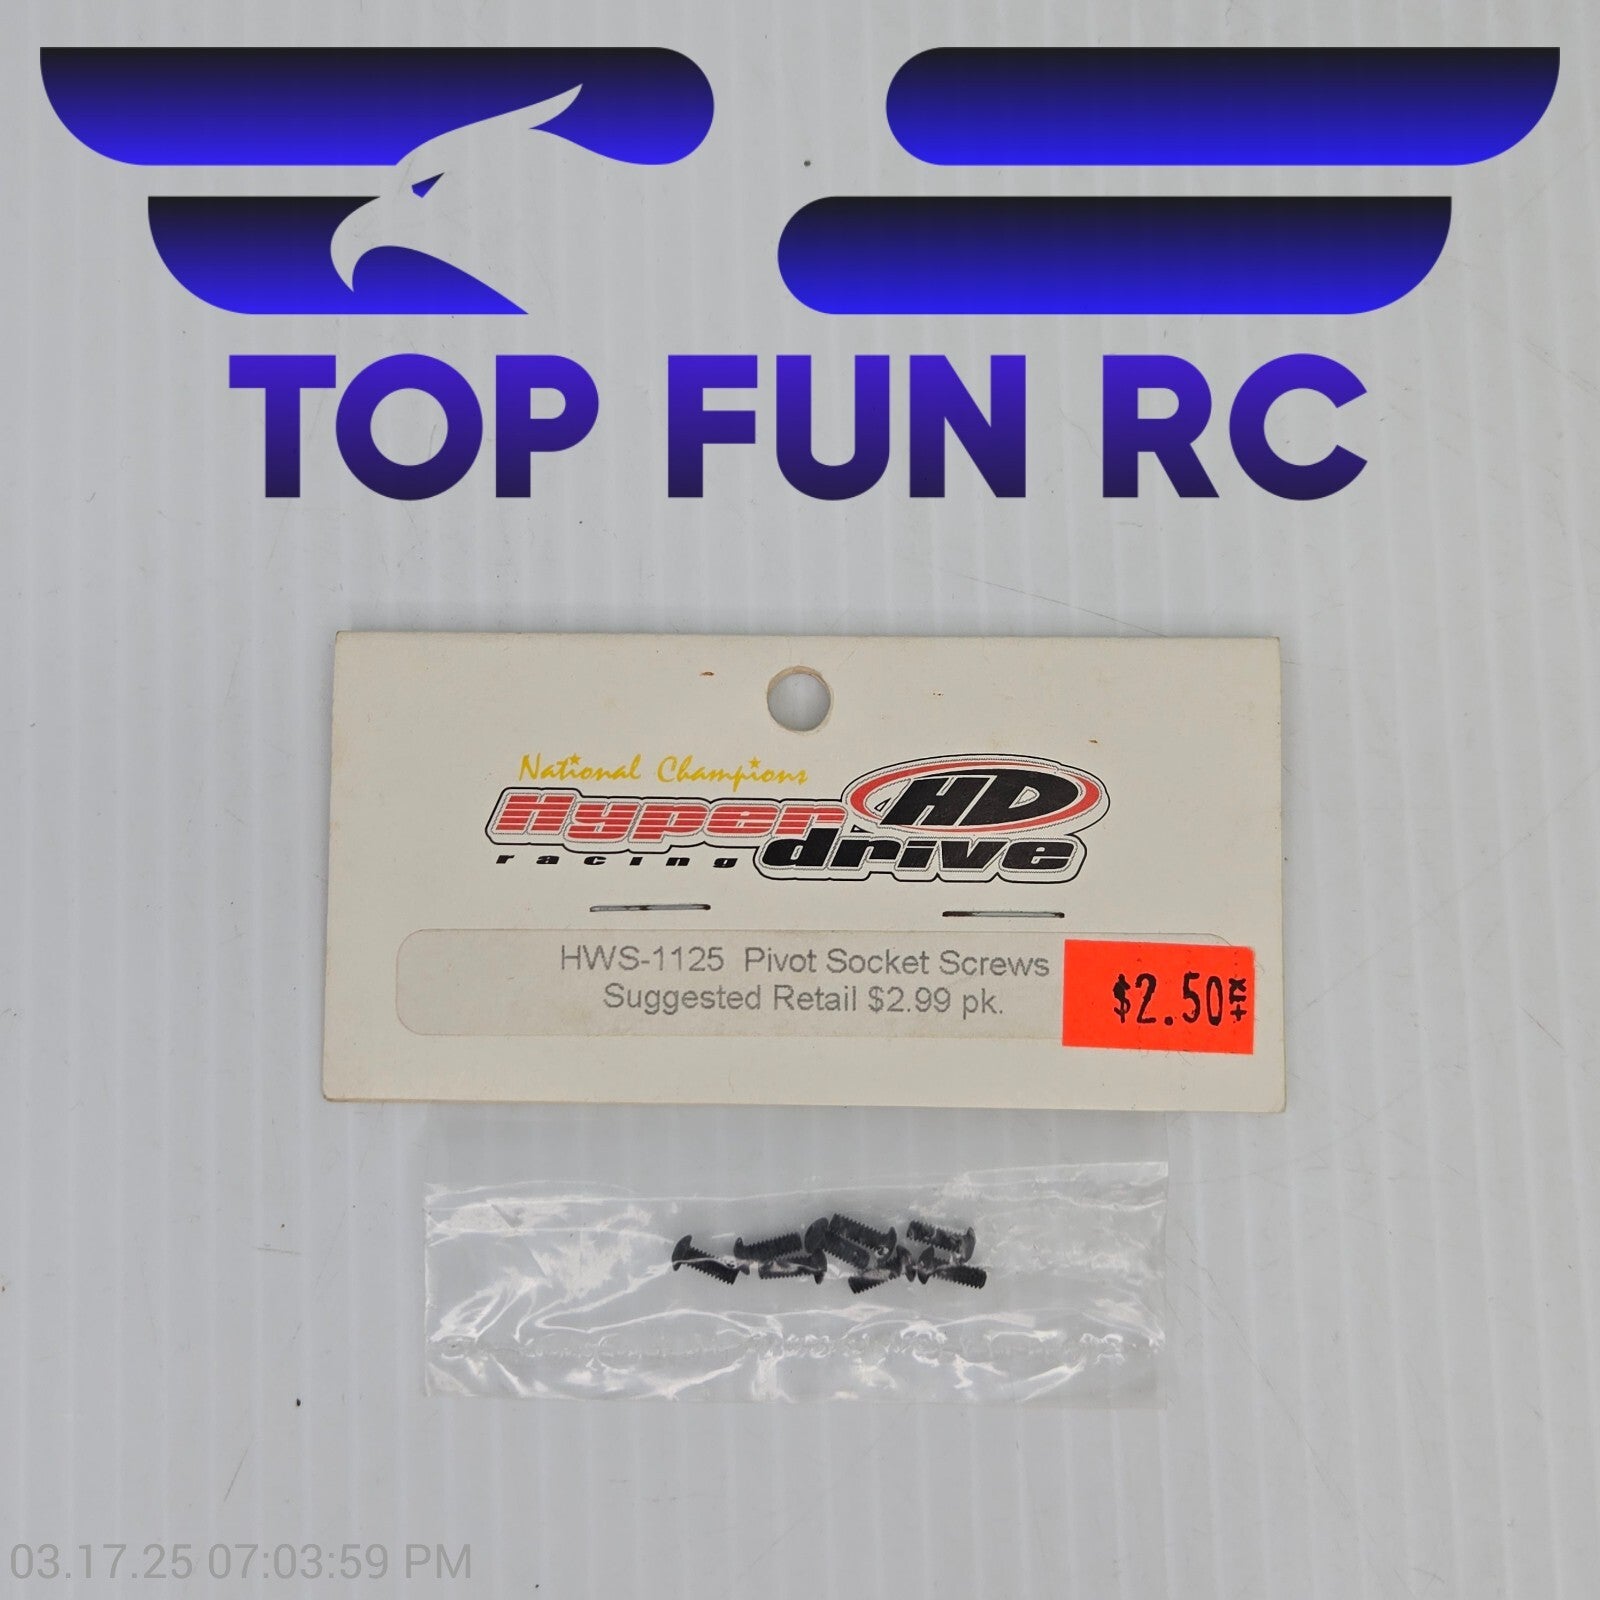 TOP FUN RC
National Champions
Hyper HD
racing drive
HWS-1125 Pivot Socket Screws
Suggested Retail $2.99 pk.
$2.50
03.17.25 07:03:59 PM